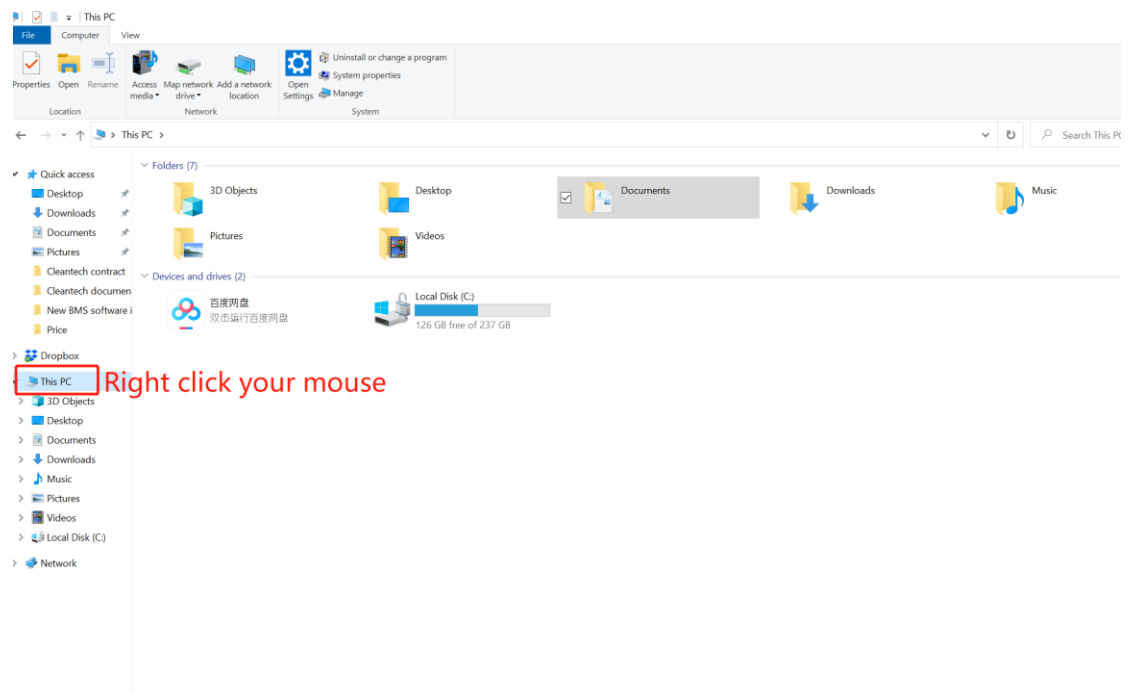 This PC
File Computer View
Properties Open Rename
Access media Map network drive Add a network location
Open Settings
Uninstall or change a program
System properties
Manage
Location Network System
This PC
Search This PC
Quick access
Desktop
Downloads
Documents
Pictures
Cleantech contract
Cleantech documen
New BMS software i
Price
Dropbox
This PC
Right click your mouse
3D Objects
Desktop
Documents
Downloads
Music
Pictures
Videos
Local Disk (C:)
Network
Folders (7)
3D Objects Desktop Documents Downloads Music
Pictures Videos
Devices and drives (2)
百度网盘
双击运行百度网盘
Local Disk (C:)
126 GB free of 237 GB